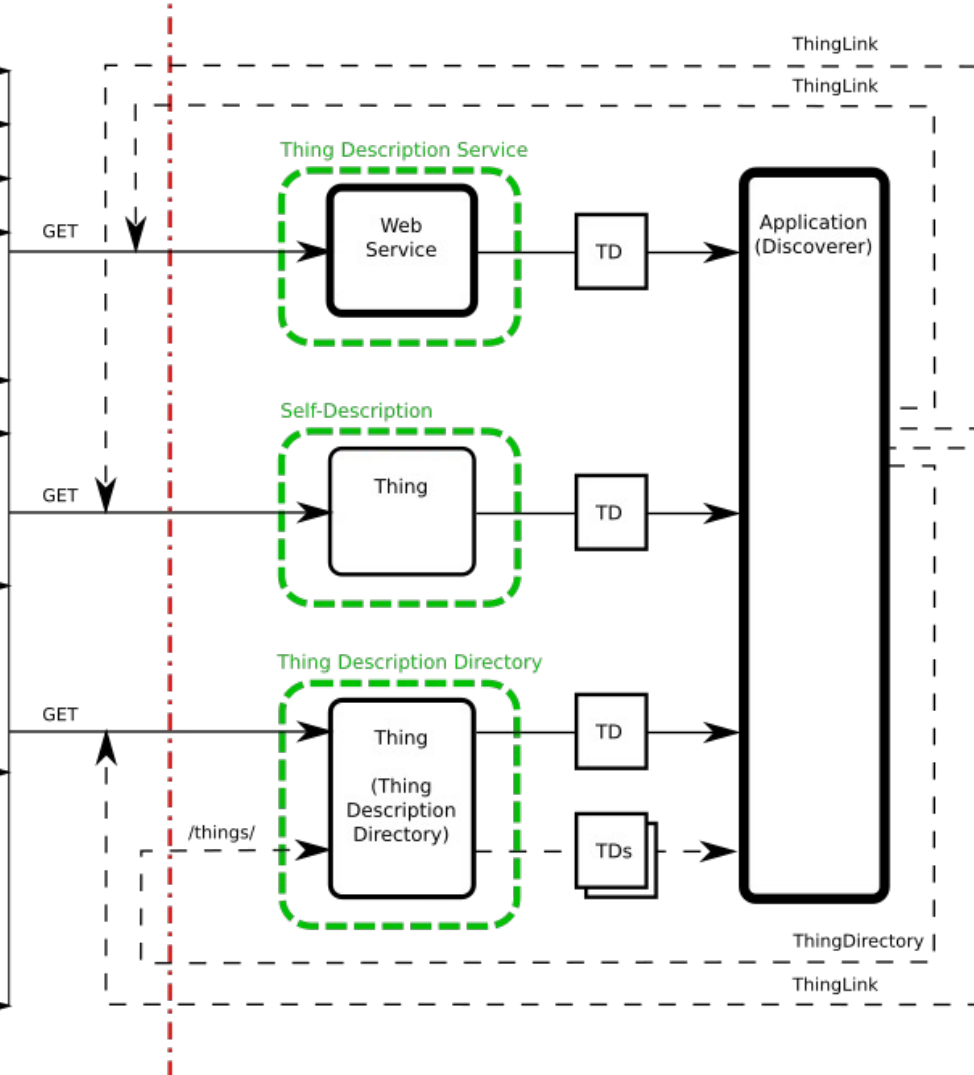 ThingLink
ThingLink
Thing Description Service
GET
Web
Service
TD
Application
(Discoverer)
Self-Description
GET
Thing
TD
Thing Description Directory
GET
Thing
TD
(Thing
Description
Directory)
/things/
TDs
ThingDirectory
ThingLink